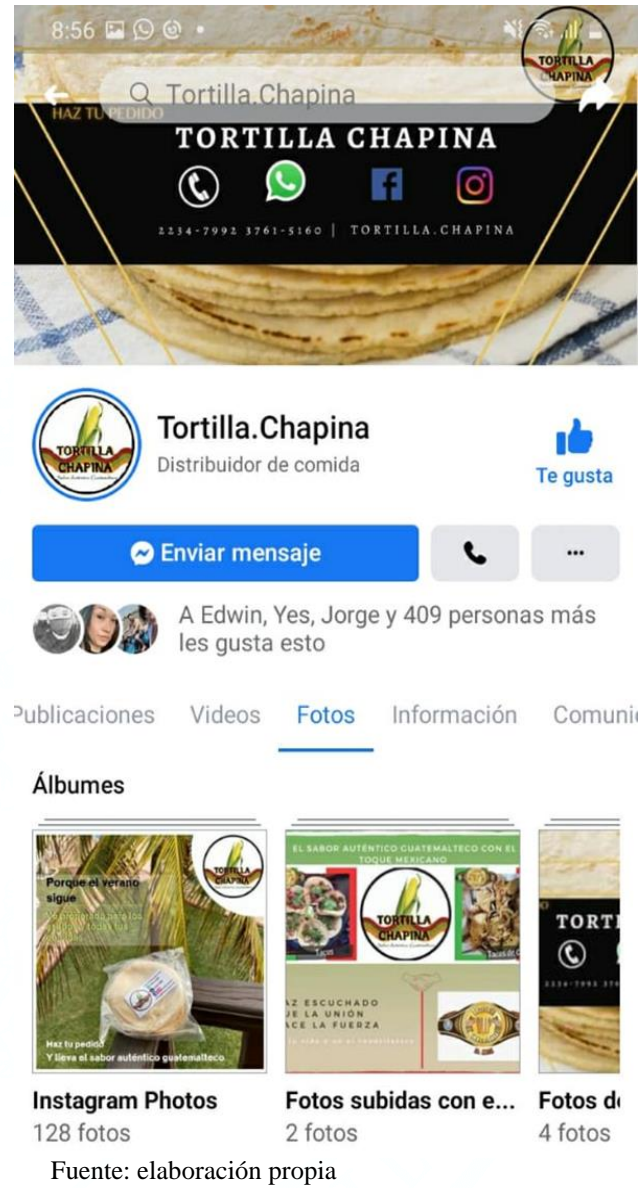 8:56
TORTILLA
CHAPINA
Tortilla.Chapina
HAZ TU PEDIDO
TORTILLA CHAPINA
2234-7992 3761-5160 | TORTILLA.CHAPINA
TORTILLA
CHAPINA
Tortilla.Chapina
Distribuidor de comida
Te gusta
Enviar mensaje
A Edwin, Yes, Jorge y 409 personas más
les gusta esto
Publicaciones Videos Fotos Información Comuni
Álbumes
Porque el verano
sigue
TORTILLA
CHAPINA
Haz tu pedido
Y lleva el sabor auténtico guatemalteco
EL SABOR AUTÉNTICO GUATEMALTECO CON EL
TOQUE MEXICANO
TORTILLA
CHAPINA
Tacos
AZ ESCUCHADO
UE LA UNIÓN
ACE LA FUERZA
TORTI
Instagram Photos Fotos subidas con e... Fotos de
128 fotos 2 fotos 4 fotos
Fuente: elaboración propia